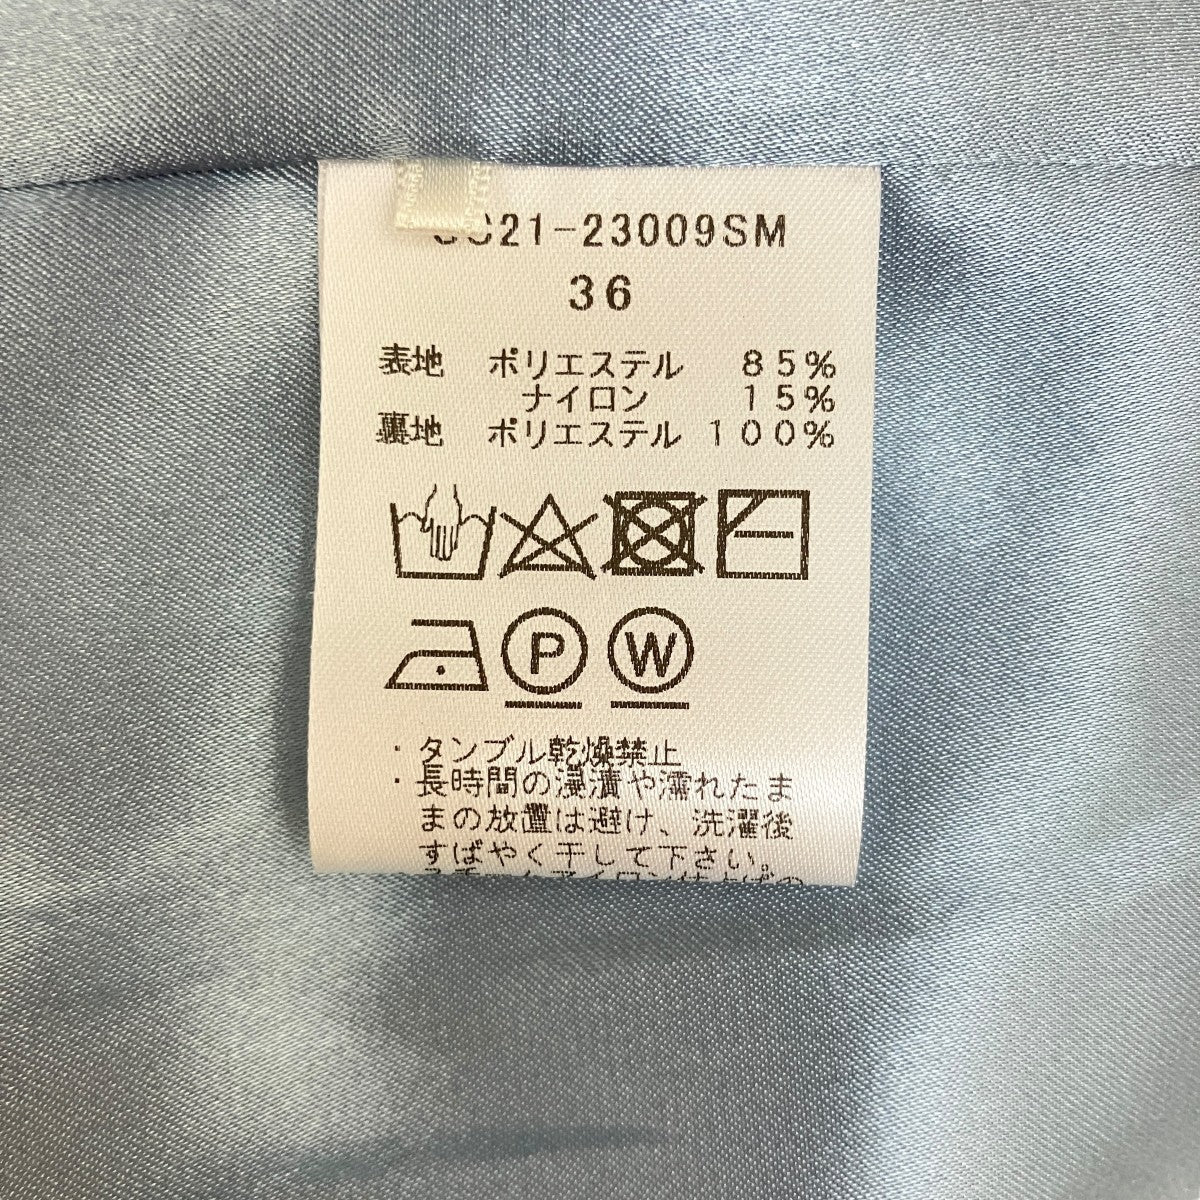 21-23009SM
36
表地 ポリエステル 85%
ナイロン 15%
裏地 ポリエステル 100%
P W
・タンブル乾燥禁止
・長時間の浸漬や濡れたま
まの放置は避け、洗濯後
すばやく干して下さい。